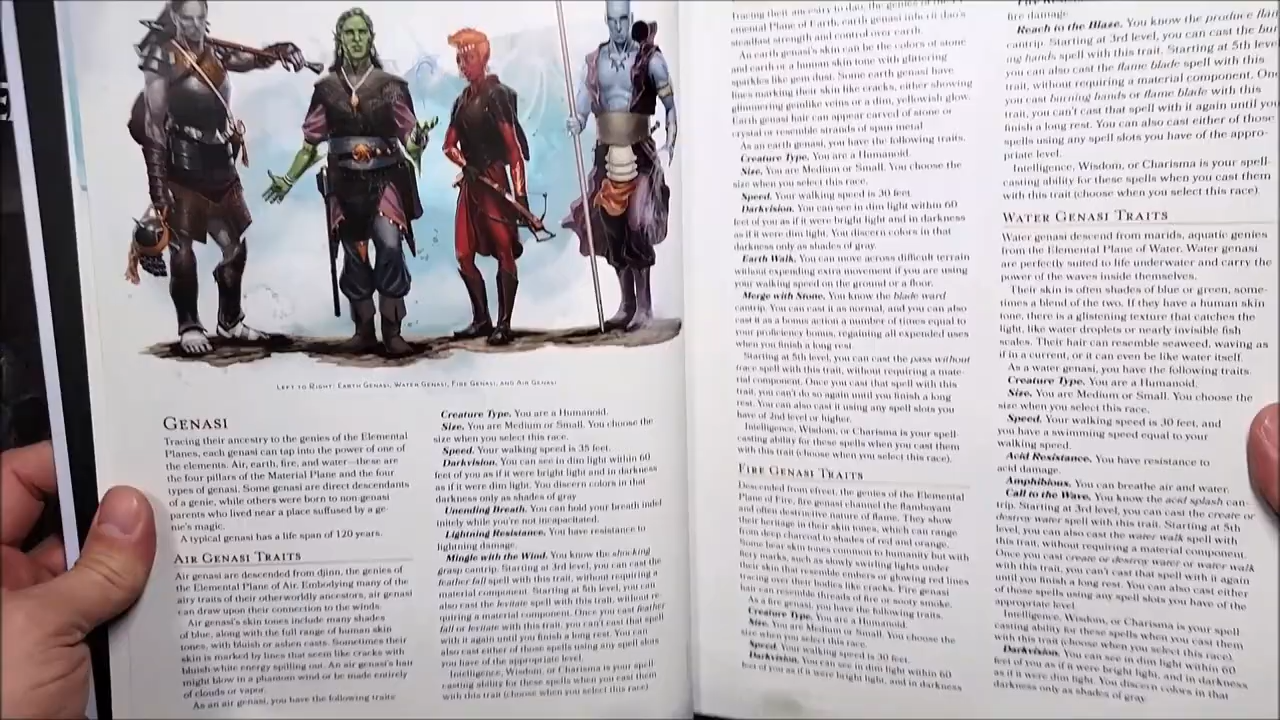 LEFT TO RIGHT: EARTH GENASI, WATER GENASI, FIRE GENASI, AND AIR GENASI
GENASI
Tracing their ancestry to the genies of the Elemental
Planes, each genasi can tap into the power of one of
the elements. Air, earth, fire, and water—these are
the four pillars of the Material Plane and the four
types of genasi. Some genasi are direct descendants
of a genie, while others were born to non-genasi
parents who lived near a place suffused by a ge-
nie's magic.
A typical genasi has a life span of 120 years.
AIR GENASI TRAITS
Air genasi are descended from djinn, the genies of
the Elemental Plane of Air. Embodying many of the
airy traits of their otherworldly ancestors, air genasi
can draw upon their connection to the winds.
Air genasi's skin tones include many shades
of blue, along with the full range of human skin
tones, with bluish or ashen casts. Sometimes their
skin is marked by lines that seem like cracks with
bluish-white energy spilling out. An air genasi's hair
might blow in a phantom wind or be made entirely
of clouds or vapor.
As an air genasi, you have the following traits
Creature Type. You are a Humanoid.
Size. You are Medium or Small. You choose the
size when you select this race.
Speed. Your walking speed is 35 feet.
Darkvision. You can see in dim light within 60
feet of you as if it were bright light and in darkness
as if it were dim light. You discern colors in that
darkness only as shades of gray
Unending Breath. You can hold your breath indef
initely while you're not incapacitated.
Lightning Resistance. You have resistance to
lightning damage.
Mingle with the Wind. You know the shocking
grasp cantrip. Starting at 3rd level, you can cast the
feather fall spell with this trait, without requiring a
material component. Starting at 5th level, you can
also cast the levitate spell with this trait, without re-
quiring a material component. Once you cast feather
fall or levitate with this trait, you can't cast that spell
with it again until you finish a long rest. You can
also cast either of those spells using any spell slots
you have of the appropriate level.
Intelligence, Wisdom, or Charisma is your spell-
casting ability for these spells when you cast them
with this trait (choose when you select this race)
Tracing their ancestry to dao, the genies of the
emental Plane of Earth, earth genasi inherit dao's
steadfast strength and control over earth.
An earth genasi's skin can be the colors of stone
and earth or a human skin tone with glittering
sparkles like gem dust. Some earth genasi have
lines marking their skin like cracks, either showing
glimmering gemlike veins or a dim, yellowish glow.
Earth genasi hair can appear carved of stone or
crystal or resemble strands of spun metal
As an earth genasi, you have the following traits.
Creature Type. You are a Humanoid.
Size. You are Medium or Small. You choose the
size when you select this race.
Speed. Your walking speed is 30 feet.
Darkvision. You can see in dim light within 60
feet of you as if it were bright light and in darkness
as if it were dim light. You discern colors in that
darkness only as shades of gray.
Earth Walk. You can move across difficult terrain
without expending extra movement if you are using
your walking speed on the ground or a floor.
Merge with Stone. You know the blade ward
cantrip. You can cast it as normal, and you can also
cast it as a bonus action a number of times equal to
your proficiency bonus, regaining all expended uses
when you finish a long rest.
Starting at 5th level, you can cast the pass without
trace spell with this trait, without requiring a mate-
rial component. Once you cast that spell with this
trait, you can't do so again until you finish a long
rest. You can also cast it using any spell slots you
have of 2nd level or higher.
Intelligence, Wisdom, or Charisma is your spell-
casting ability for this spell when you cast it
with this trait (choose when you select this race).
FIRE GENASI TRAITS
Descended from efreet, the genies of the Elemental
Plane of Fire, fire genasi channel the flamboyant
and often destructive nature of flame. They show
their heritage in their skin tones, which can range
from deep charcoal to shades of red and orange.
Some bear skin tones common to humanity but with
fiery marks, such as slowly swirling lights under
their skin that resemble embers or glowing red lines
tracing over their bodies like cracks. Fire genasi
hair can resemble threads of fire or sooty smoke.
As a fire genasi, you have the following traits.
Creature Type. You are a Humanoid.
Size. You are Medium or Small. You choose the
size when you select this race.
Speed. Your walking speed is 30 feet.
Darkvision. You can see in dim light within 60
feet of you as if it were bright light, and in darkness
fire damage.
Reach to the Blaze. You know the produce flam
cantrip. Starting at 3rd level, you can cast the bur
ing hands spell with this trait. Starting at 5th leve
you can also cast the flame blade spell with this
trait, without requiring a material component. Onc
you cast burning hands or flame blade with this
trait, you can't cast that spell with it again until you
finish a long rest. You can also cast either of those
spells using any spell slots you have of the appro-
priate level.
Intelligence, Wisdom, or Charisma is your spell-
casting ability for these spells when you cast them
with this trait (choose when you select this race).
WATER GENASI TRAITS
Water genasi descend from marids, aquatic genies
from the Elemental Plane of Water. Water genasi
are perfectly suited to life underwater and carry the
power of the waves inside themselves.
Their skin is often shades of blue or green, some-
times a blend of the two. If they have a human skin
tone, there is a glistening texture that catches the
light, like water droplets or nearly invisible fish
scales. Their hair can resemble seaweed, waving as
if in a current, or it can even be like water itself.
As a water genasi, you have the following traits.
Creature Type. You are a Humanoid.
Size. You are Medium or Small. You choose the
size when you select this race.
Speed. Your walking speed is 30 feet, and
you have a swimming speed equal to your
walking speed.
Acid Resistance. You have resistance to
acid damage.
Amphibious. You can breathe air and water.
Call to the Wave. You know the acid splash can-
trip. Starting at 3rd level, you can cast the create or
destroy water spell with this trait. Starting at 5th
level, you can also cast the water walk spell with
this trait, without requiring a material component.
Once you cast create or destroy water or water walk
with this trait, you can't cast that spell with it again
until you finish a long rest. You can also cast either
of those spells using any spell slots you have of the
appropriate level.
Intelligence, Wisdom, or Charisma is your spell
casting ability for these spells when you cast them
with this trait (choose when you select this race).
Darkvision. You can see in dim light within 60
feet of you as if it were bright light, and in darkness
as if it were dim light. You discern colors in that
darkness only as shades of gray